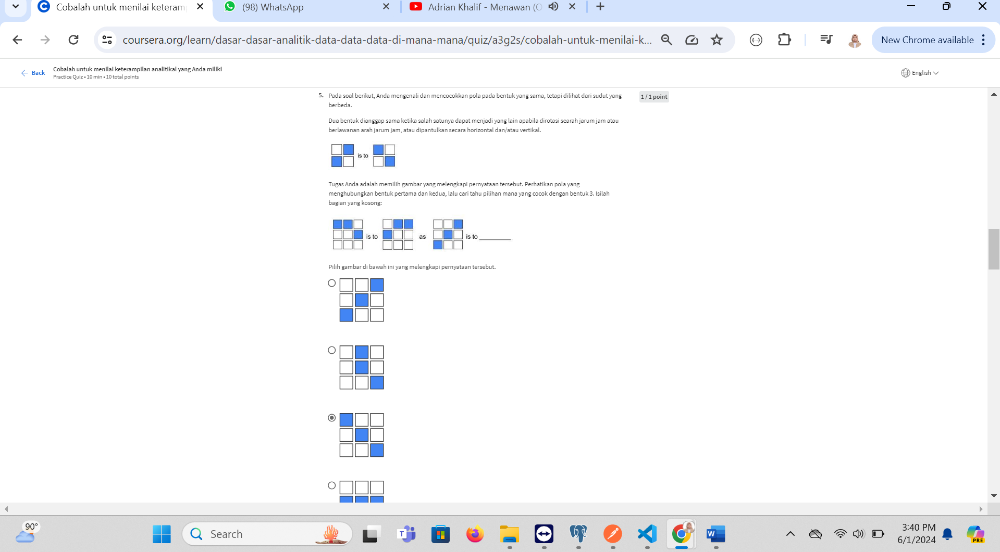 Cobalah untuk menilai keteram
(98) WhatsApp
Adrian Khalif - Menawan (O
coursera.org/learn/dasar-dasar-analitik-data-data-data-di-mana-mana/quiz/a3g2s/cobalah-untuk-menilai-k...
New Chrome available
Back
Cobalah untuk menilai keterampilan analitikal yang Anda miliki
Practice Quiz • 10 min • 10 total points
English
5. Pada soal berikut, Anda mengenali dan mencocokkan pola pada bentuk yang sama, tetapi dilihat dari sudut yang
berbeda.
1 / 1 point
Dua bentuk dianggap sama ketika salah satunya dapat menjadi yang lain apabila dirotasi searah jarum jam atau
berlawanan arah jarum jam, atau dipantulkan secara horizontal dan/atau vertikal.
is to
Tugas Anda adalah memilih gambar yang melengkapi pernyataan tersebut. Perhatikan pola yang
menghubungkan bentuk pertama dan kedua, lalu cari tahu pilihan mana yang cocok dengan bentuk 3. Isilah
bagian yang kosong:
is to as is to __________
Pilih gambar di bawah ini yang melengkapi pernyataan tersebut.
90°
Search
3:40 PM
6/1/2024
PRE